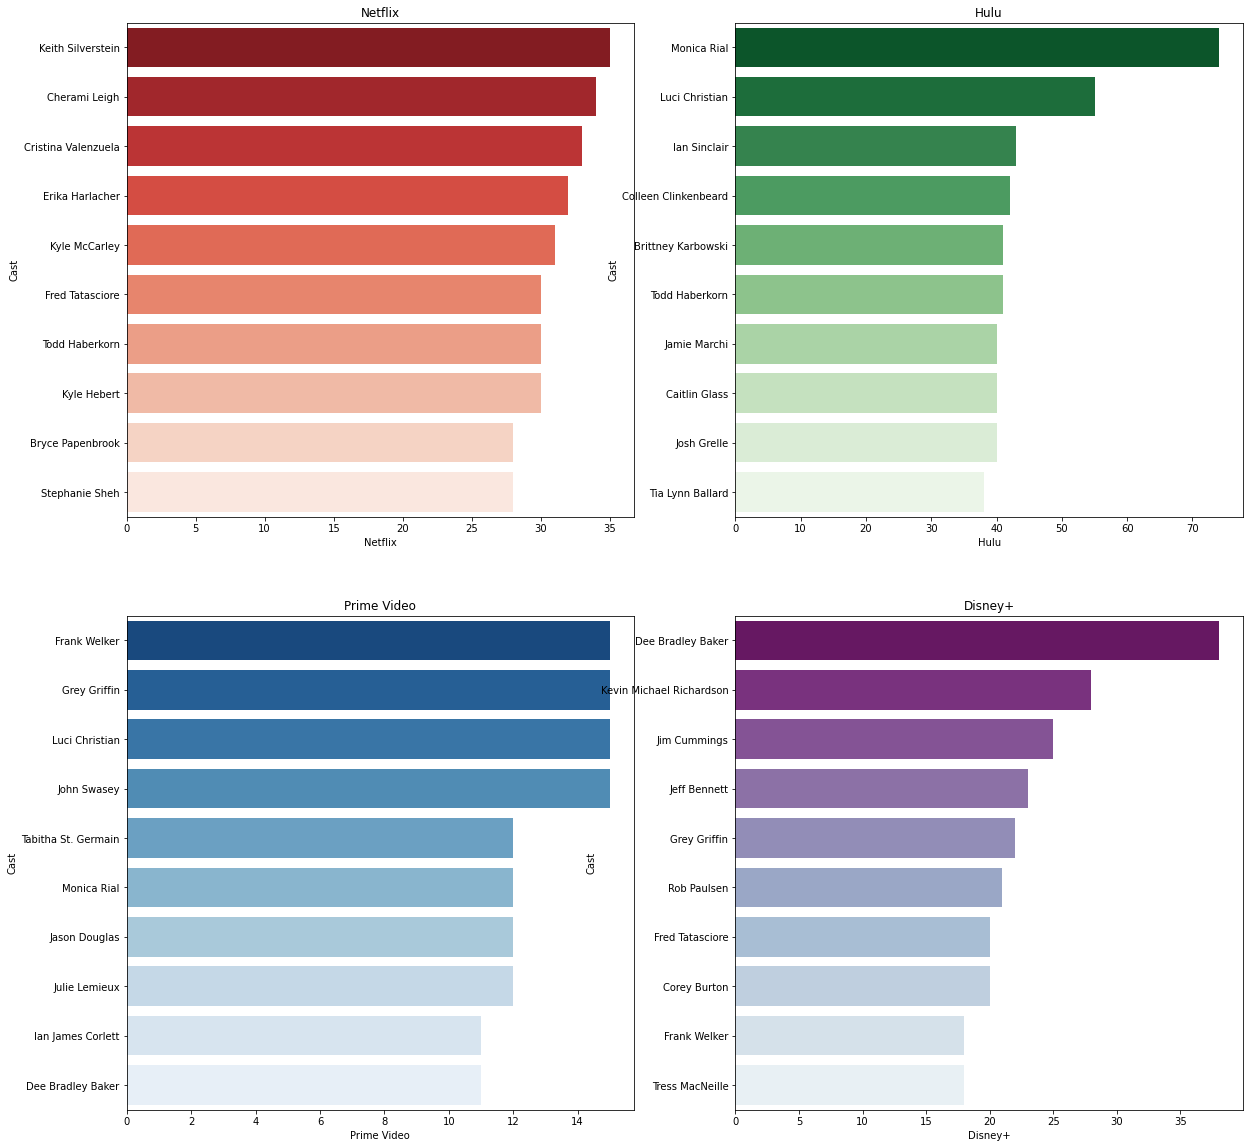 Netflix
Keith Silverstein
Cherami Leigh
Cristina Valenzuela
Erika Harlacher
Kyle McCarley
Fred Tatasciore
Todd Haberkorn
Kyle Hebert
Bryce Papenbrook
Stephanie Sheh
Cast
0 5 10 15 20 25 30 35
Netflix
Hulu
Monica Rial
Luci Christian
Ian Sinclair
Colleen Clinkenbeard
Brittney Karbowski
Todd Haberkorn
Jamie Marchi
Caitlin Glass
Josh Grelle
Tia Lynn Ballard
Cast
0 10 20 30 40 50 60 70
Hulu
Prime Video
Frank Welker
Grey Griffin
Luci Christian
John Swasey
Tabitha St. Germain
Monica Rial
Jason Douglas
Julie Lemieux
Ian James Corlett
Dee Bradley Baker
Cast
0 2 4 6 8 10 12 14
Prime Video
Disney+
Dee Bradley Baker
Kevin Michael Richardson
Jim Cummings
Jeff Bennett
Grey Griffin
Rob Paulsen
Fred Tatasciore
Corey Burton
Frank Welker
Tress MacNeille
Cast
0 5 10 15 20 25 30 35
Disney+